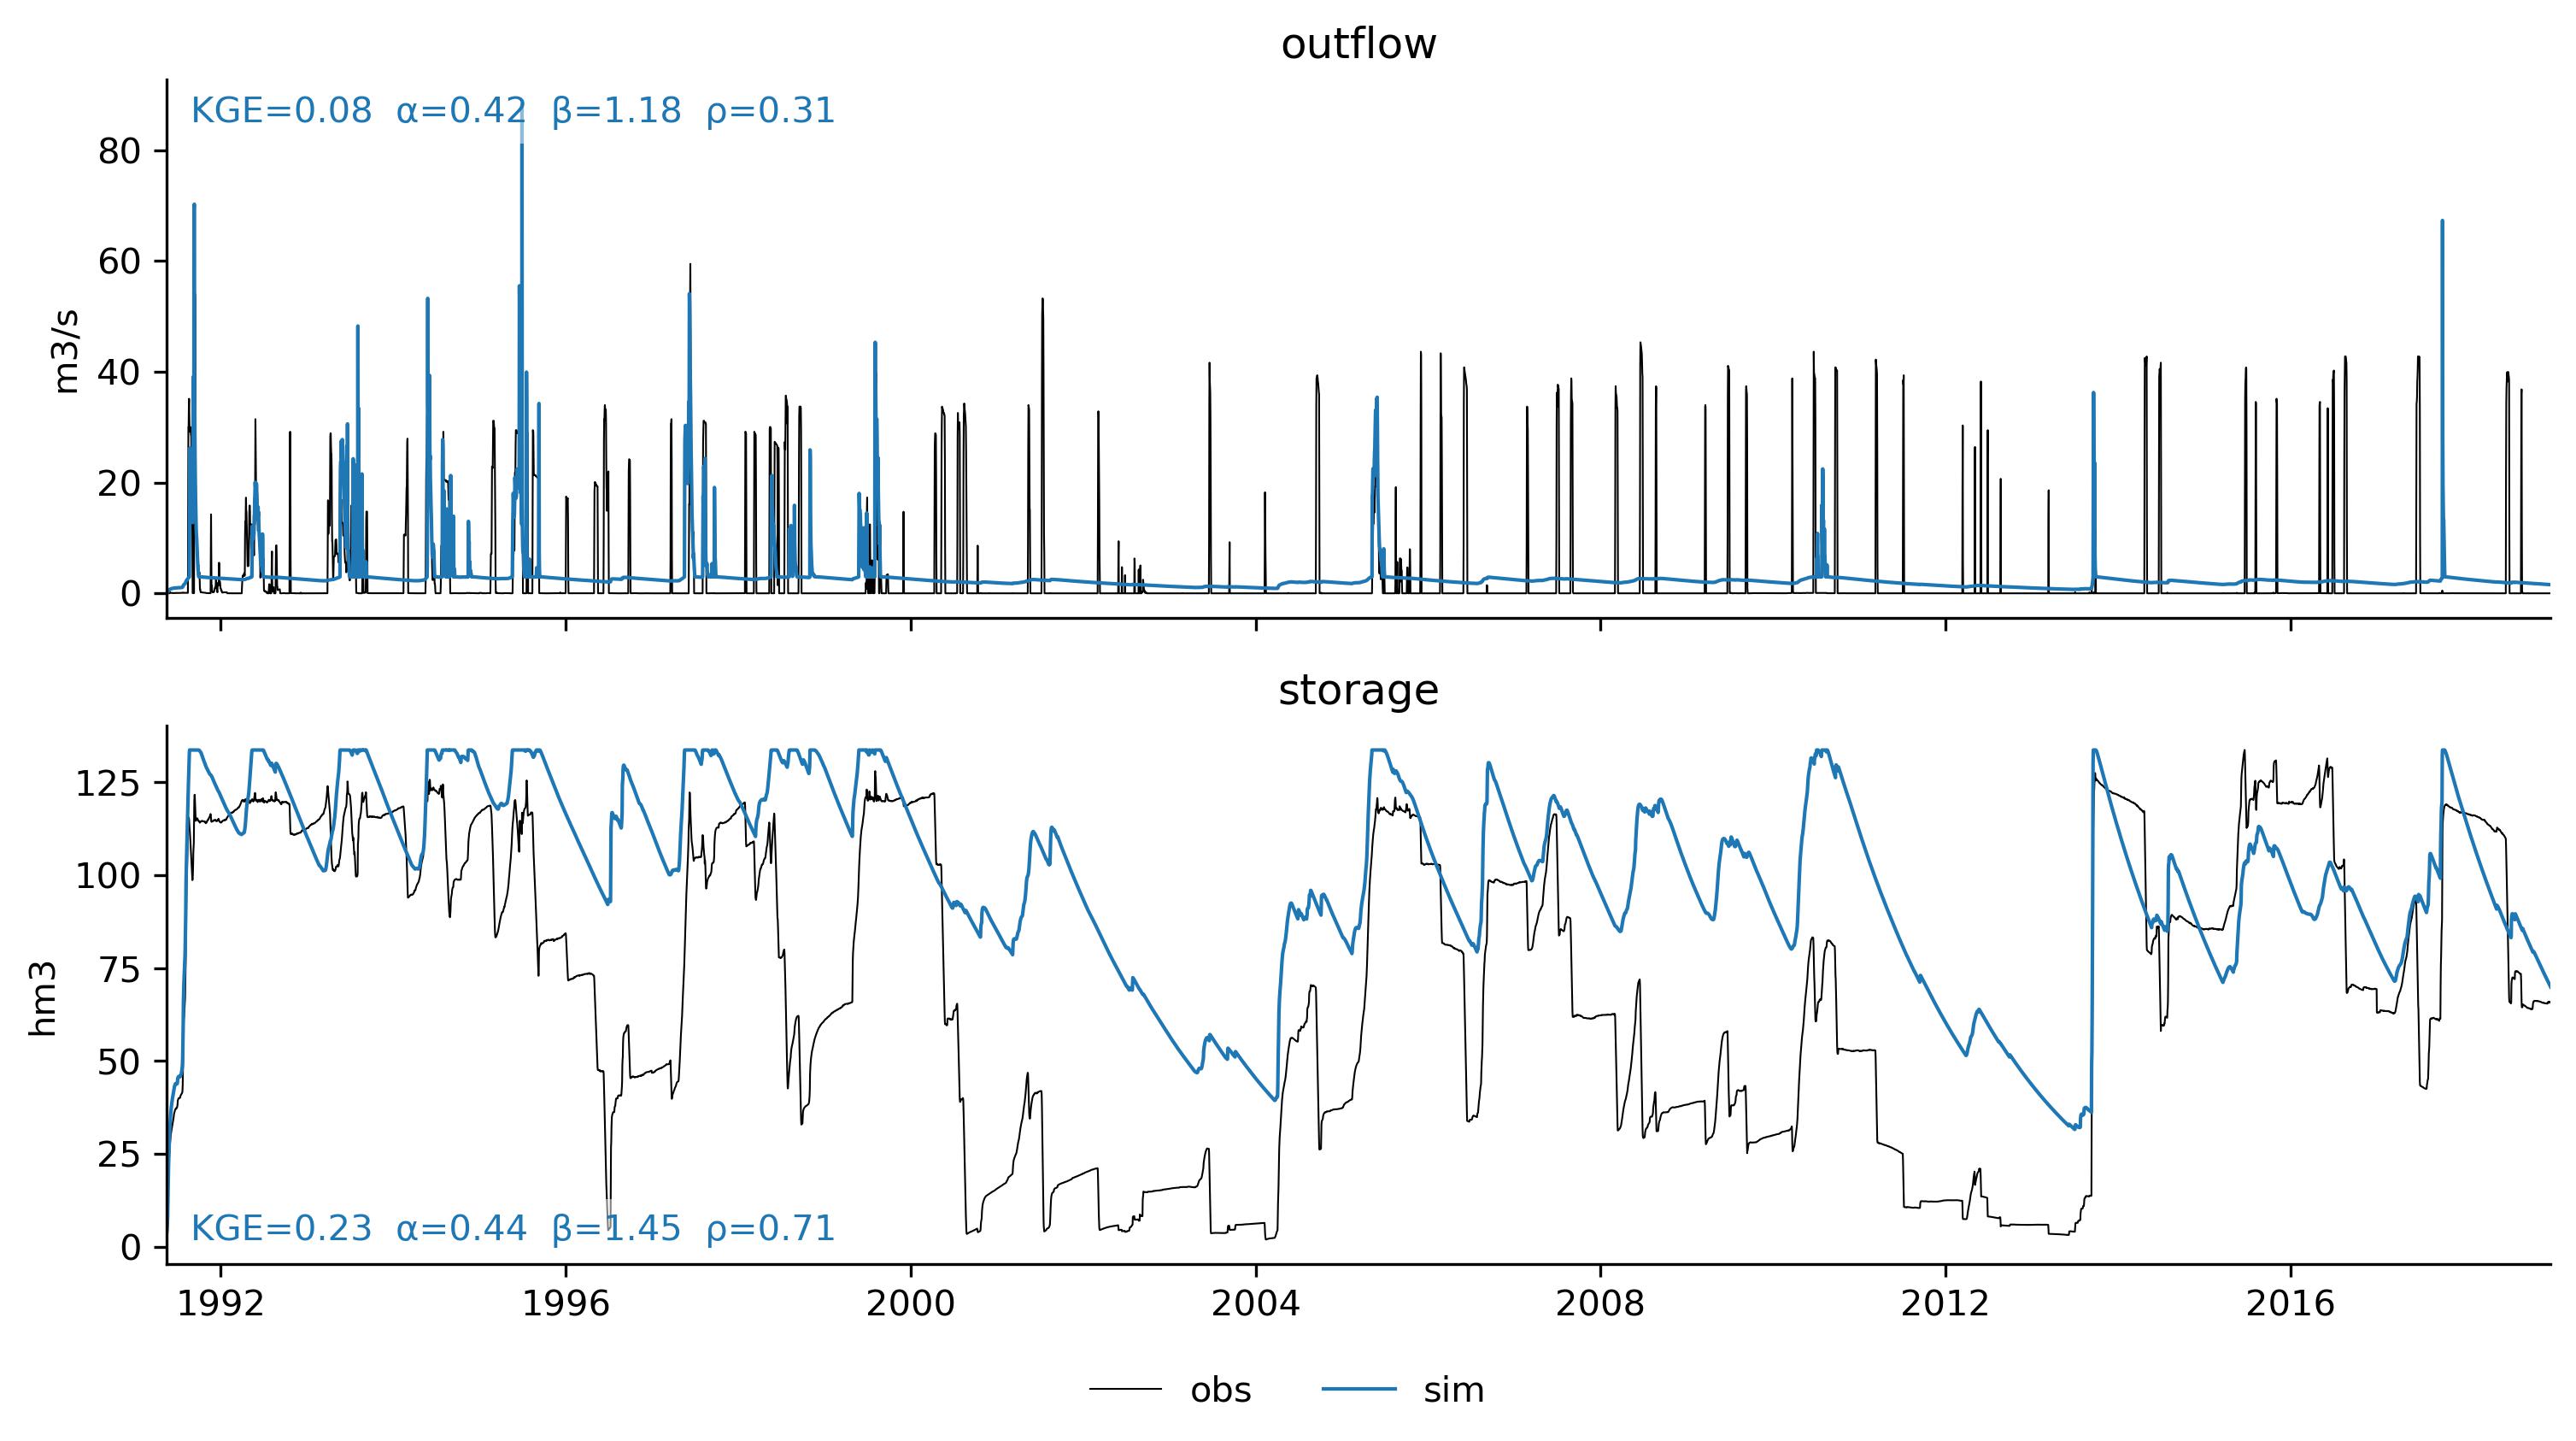 outflow
KGE=0.08 α=0.42 β=1.18 ρ=0.31
m3/s
80
60
40
20
0
storage
hm3
125
100
75
50
25
0
KGE=0.23 α=0.44 β=1.45 ρ=0.71
1992 1996 2000 2004 2008 2012 2016
obs sim